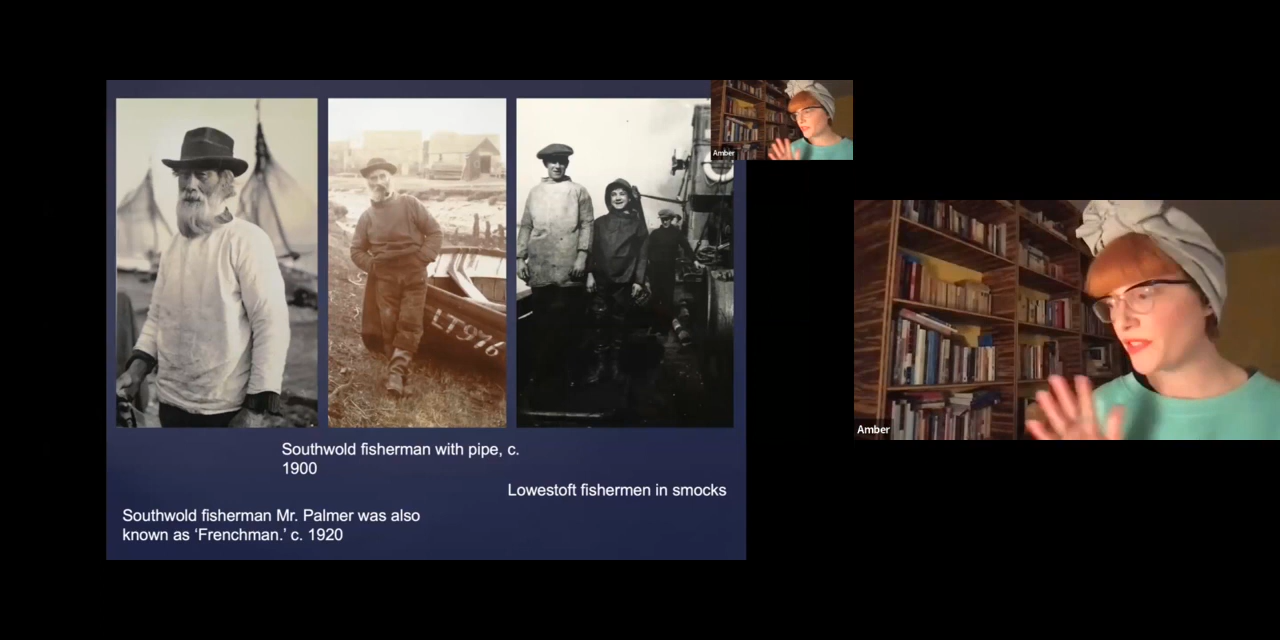 Amber
LT976
Amber
Southwold fisherman with pipe, c.
1900
Lowestoft fishermen in smocks
Southwold fisherman Mr. Palmer was also
known as ‘Frenchman.’ c. 1920